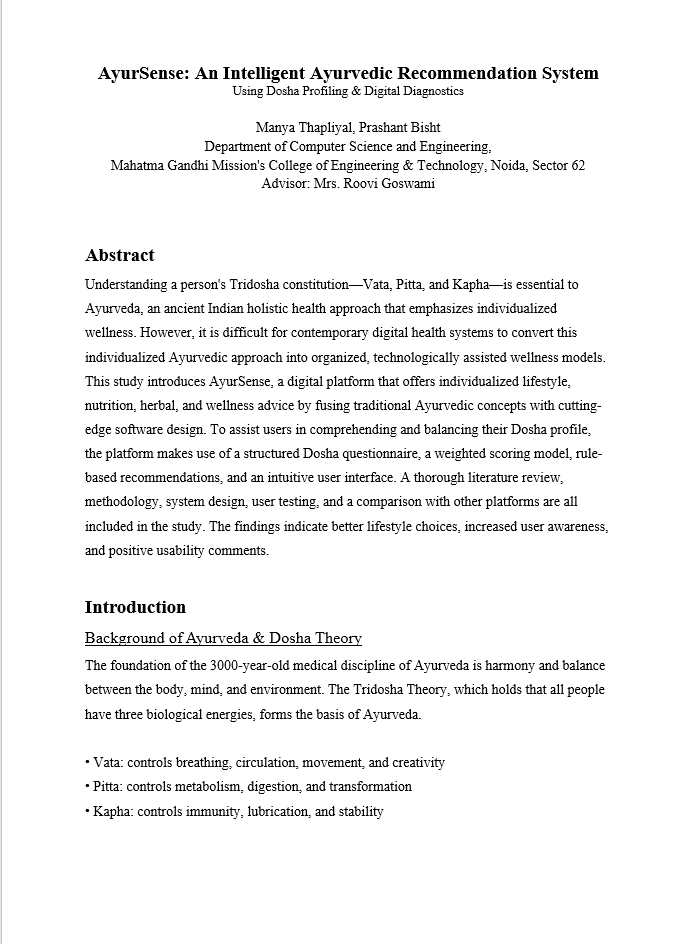 AyurSense: An Intelligent Ayurvedic Recommendation System
Using Dosha Profiling & Digital Diagnostics
Manya Thapliyal, Prashant Bisht
Department of Computer Science and Engineering,
Mahatma Gandhi Mission's College of Engineering & Technology, Noida, Sector 62
Advisor: Mrs. Roovi Goswami
Abstract
Understanding a person's Tridosha constitution—Vata, Pitta, and Kapha—is essential to
Ayurveda, an ancient Indian holistic health approach that emphasizes individualized
wellness. However, it is difficult for contemporary digital health systems to convert this
individualized Ayurvedic approach into organized, technologically assisted wellness models.
This study introduces AyurSense, a digital platform that offers individualized lifestyle,
nutrition, herbal, and wellness advice by fusing traditional Ayurvedic concepts with cutting-
edge software design. To assist users in comprehending and balancing their Dosha profile,
the platform makes use of a structured Dosha questionnaire, a weighted scoring model, rule-
based recommendations, and an intuitive user interface. A thorough literature review,
methodology, system design, user testing, and a comparison with other platforms are all
included in the study. The findings indicate better lifestyle choices, increased user awareness,
and positive usability comments.
Introduction
Background of Ayurveda & Dosha Theory
The foundation of the 3000-year-old medical discipline of Ayurveda is harmony and balance
between the body, mind, and environment. The Tridosha Theory, which holds that all people
have three biological energies, forms the basis of Ayurveda.
• Vata: controls breathing, circulation, movement, and creativity
• Pitta: controls metabolism, digestion, and transformation
• Kapha: controls immunity, lubrication, and stability